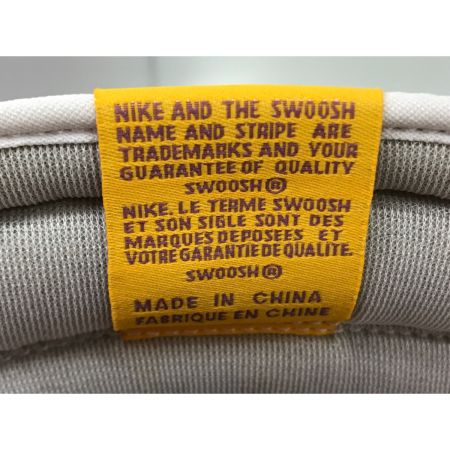 NIKE AND THE SWOOSH
NAME AND STRIPE ARE
TRADEMARKS AND YOUR
GUARANTEE OF QUALITY
SWOOSH®
NIKE. LE TERME SWOOSH
ET SON SIBLE SONT DES
MARQUES DEPOSEES ET
VOTRE GARANTIE DE QUALITE.
SWOOSH®
MADE IN CHINA
FABRIQUE EN CHINE